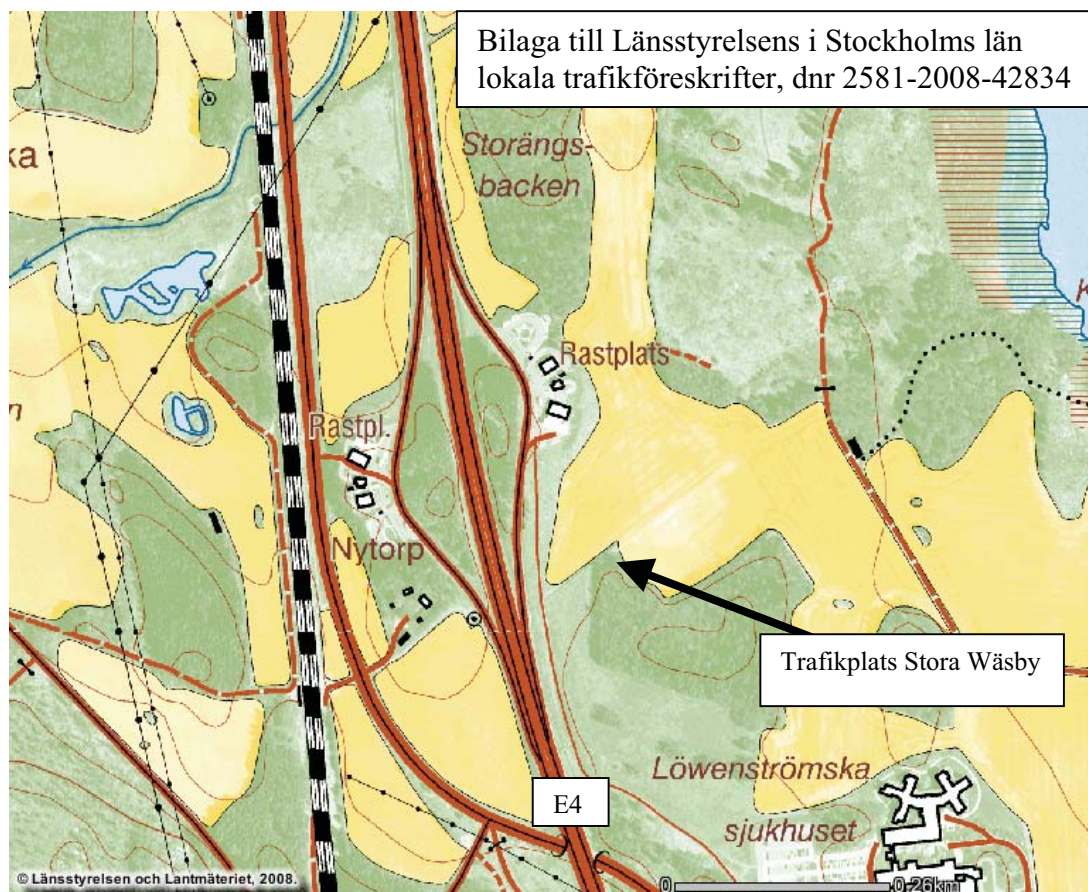 Bilaga till Länsstyrelsens i Stockholms län
lokala trafikföreskrifter, dnr 2581-2008-42834
Storängs-
backen
ka
Rastplats
Rastpl.
n
K
Nytorp
Trafikplats Stora Wäsby
Löwenströmska
sjukhuset
E4
© Länsstyrelsen och Lantmäteriet, 2008.
0 0.26km